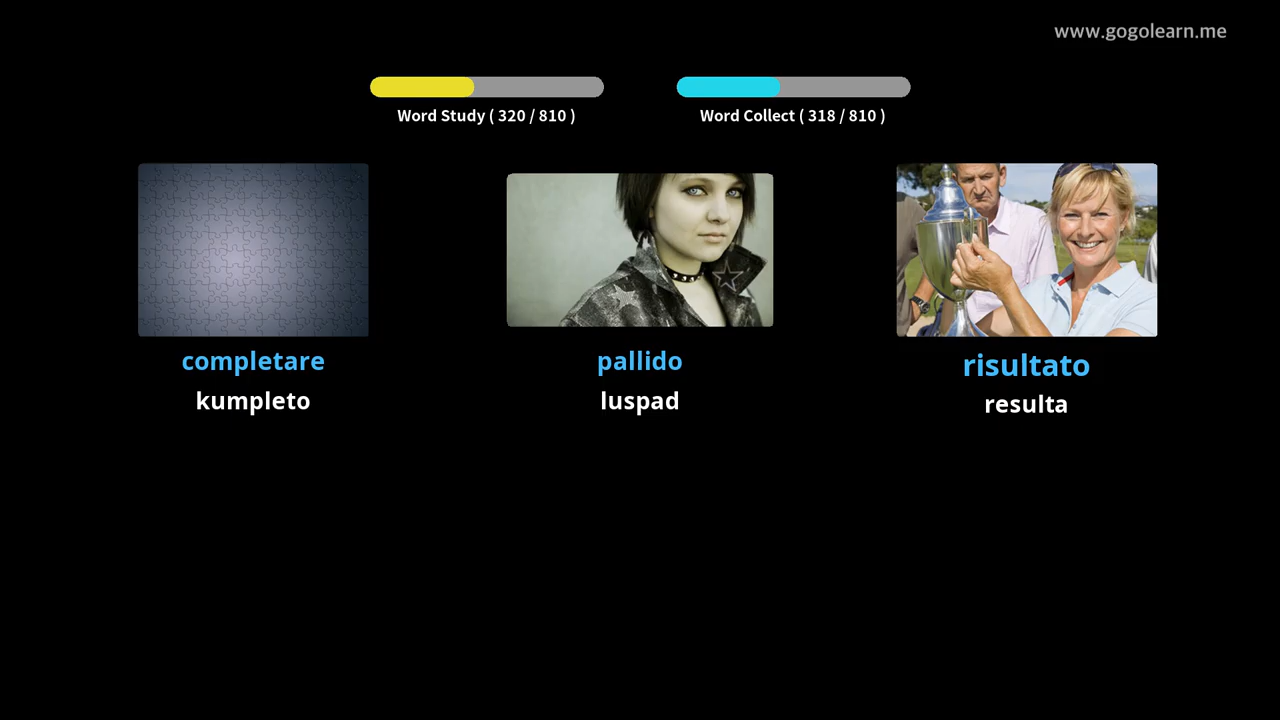 www.gogolearn.me
Word Study ( 320 / 810 )
Word Collect ( 318 / 810 )
completare
kumpleto
pallido
luspad
risultato
resulta